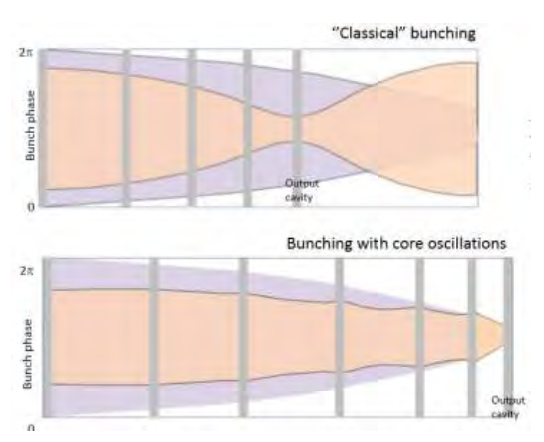 "Classical" bunching
2π
Bunch phase
0
Output
cavity
Bunching with core oscillations
2π
Bunch phase
0
Output
cavity